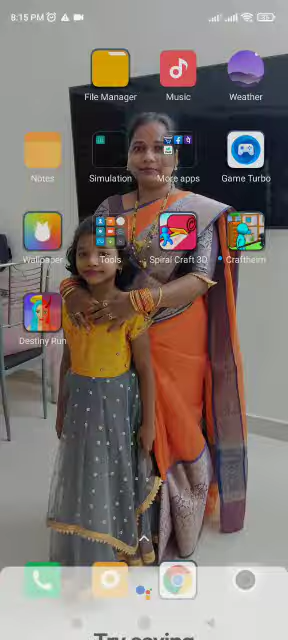 8:15 PM
File Manager
Music
Weather
Notes
Simulation
More apps
Game Turbo
Wallpaper
Tools
Spiral Craft 3D
Craftheim
Destiny Run
Try saying